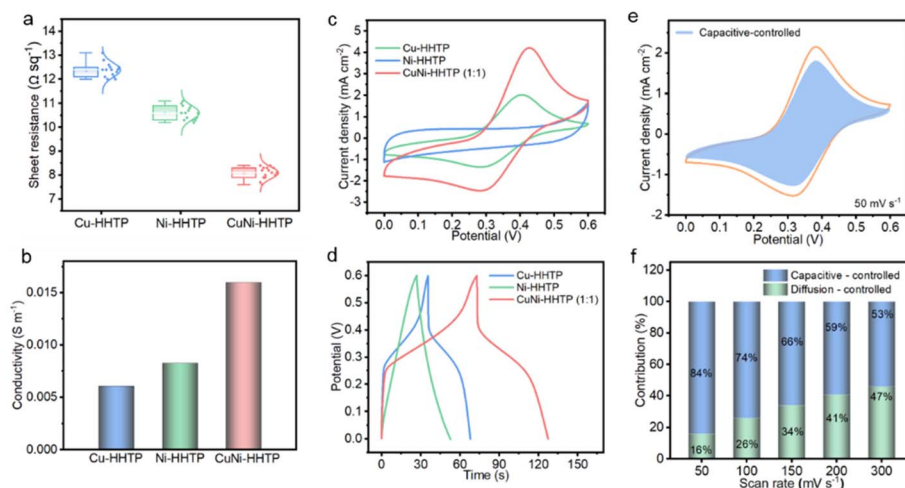 a
Sheet resistance (Ω sq⁻¹)
13
12
11
10
9
8
7
Cu-HHTP Ni-HHTP CuNi-HHTP
b
Conductivity (S m⁻¹)
0.015
0.010
0.005
0.000
Cu-HHTP Ni-HHTP CuNi-HHTP
c
Current density (mA cm⁻²)
5
4
3
2
1
0
-1
-2
-3
Cu-HHTP
Ni-HHTP
CuNi-HHTP (1:1)
0.0 0.1 0.2 0.3 0.4 0.5 0.6
Potential (V)
d
Potential (V)
0.6
0.4
0.2
0.0
Cu-HHTP
Ni-HHTP
CuNi-HHTP (1:1)
0 30 60 90 120 150
Time (s)
e
Current density (mA cm⁻²)
3
2
1
0
-1
-2
Capacitive-controlled
50 mV s⁻¹
0.0 0.1 0.2 0.3 0.4 0.5 0.6
Potential (V)
f
Contribution (%)
120
100
80
60
40
20
0
Capacitive - controlled
Diffusion - controlled
84% 74% 66% 59% 53%
16% 26% 34% 41% 47%
50 100 150 200 300
Scan rate (mV s⁻¹)